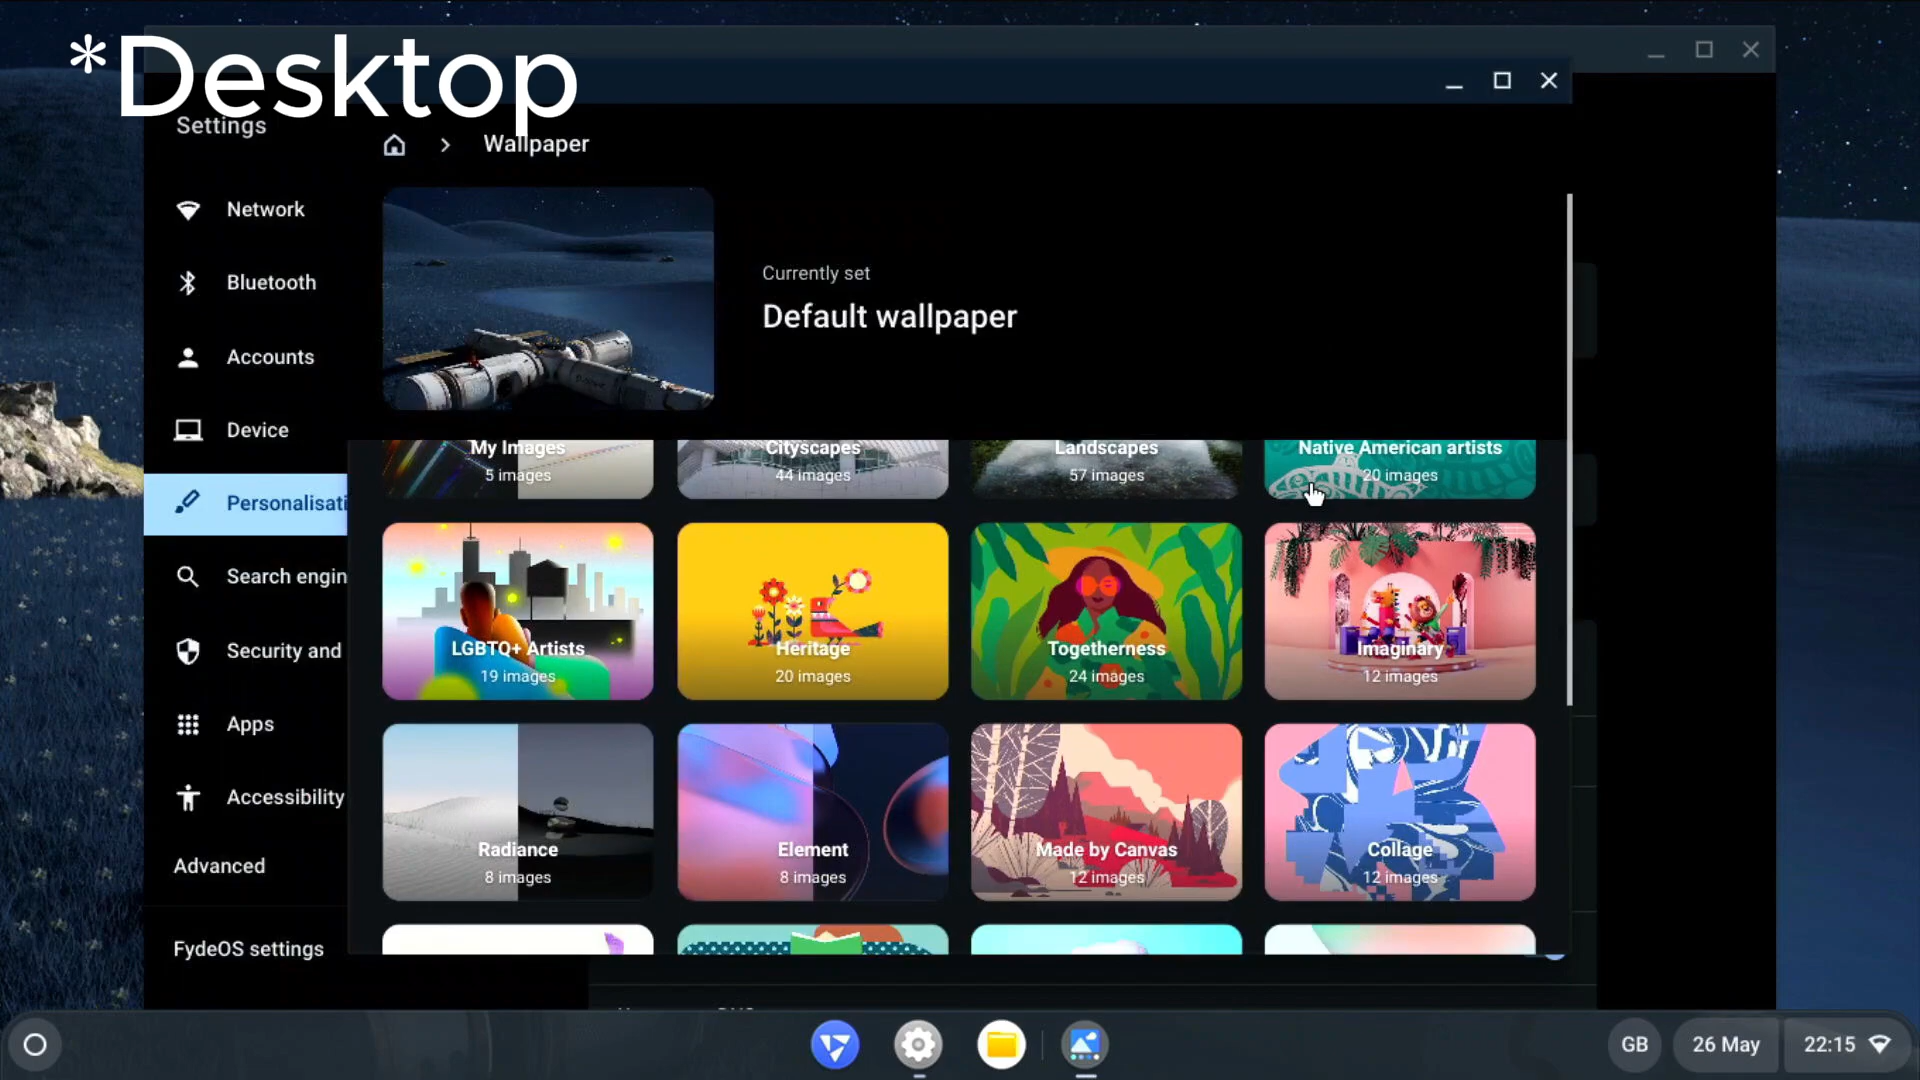 *Desktop
Settings
Wallpaper
Network
Bluetooth
Accounts
Device
Personalisati
Search engin
Security and
Apps
Accessibility
Advanced
FydeOS settings
Currently set
Default wallpaper
My Images
5 images
Cityscapes
44 images
Landscapes
57 images
Native American artists
20 images
LGBTQ+ Artists
19 images
Heritage
20 images
Togetherness
24 images
Imaginary
12 images
Radiance
8 images
Element
8 images
Made by Canvas
12 images
Collage
12 images
GB
26 May
22:15